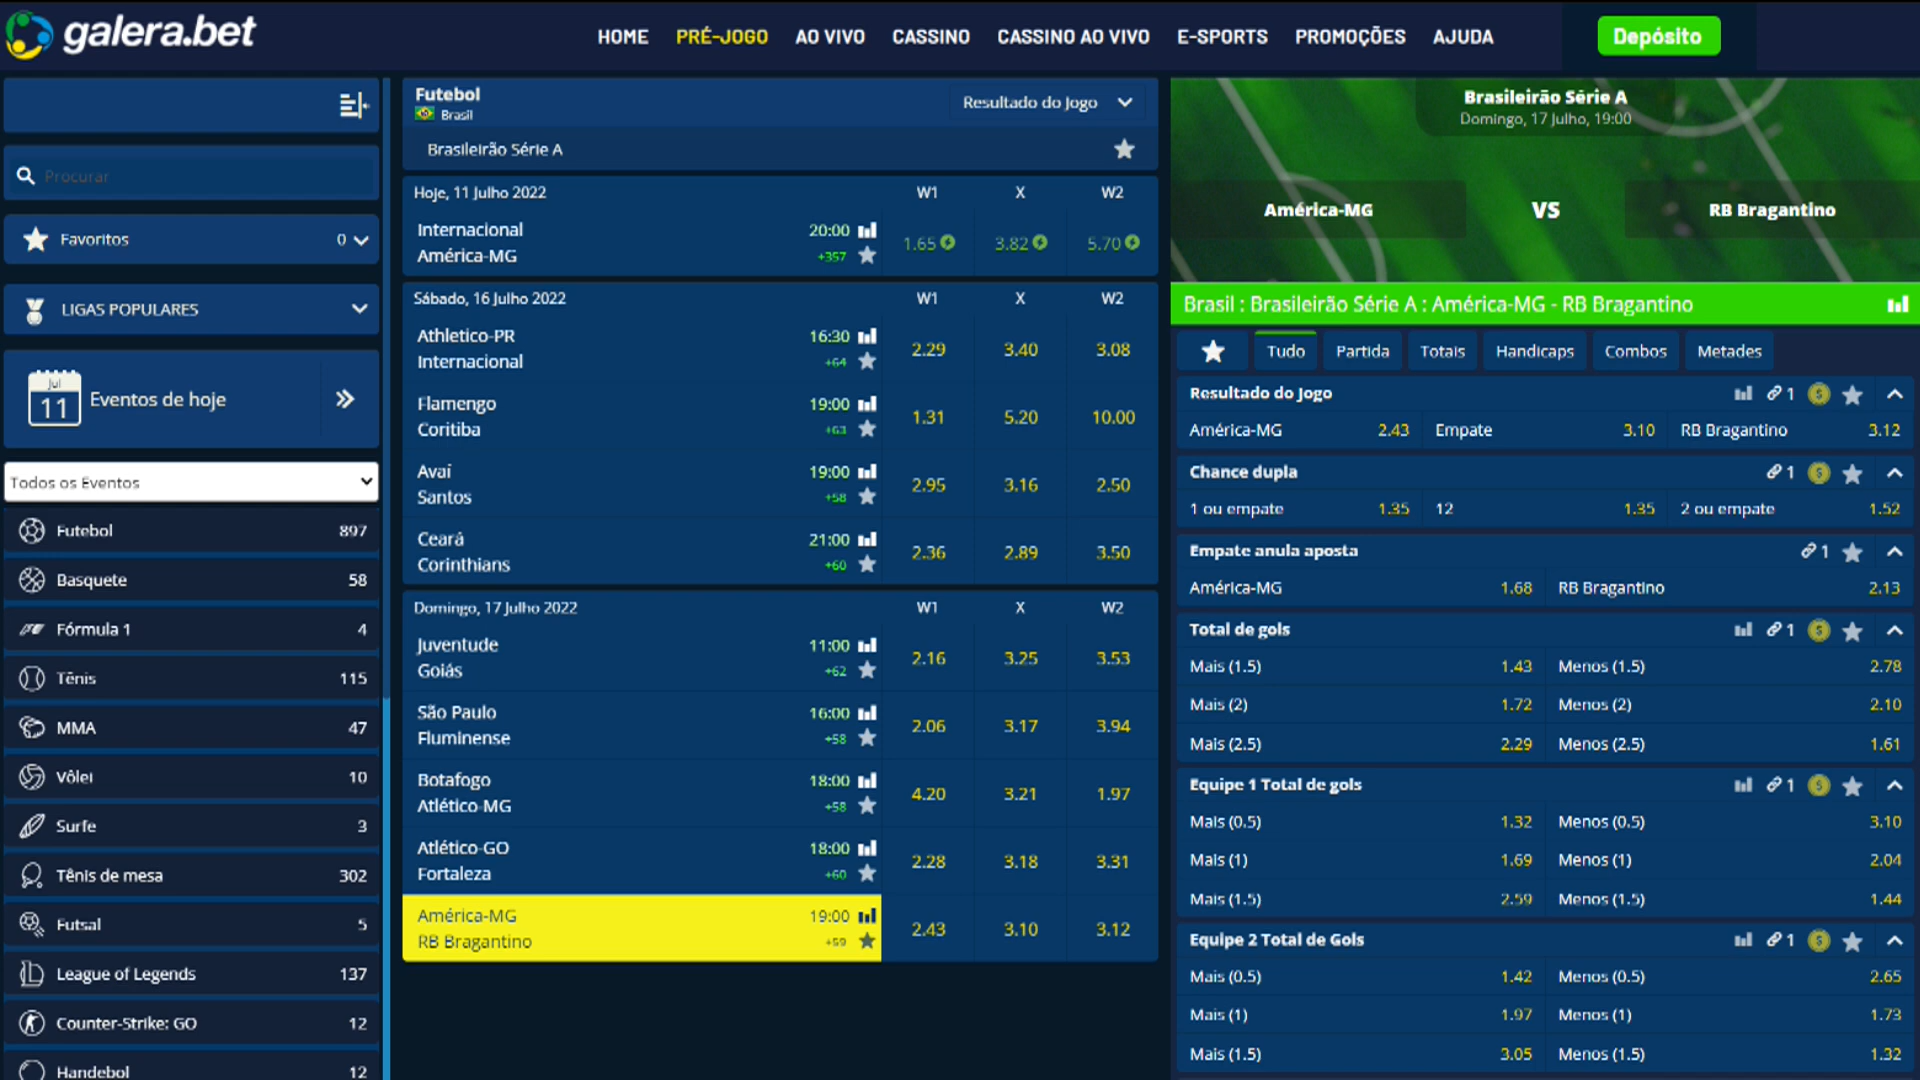 galera.bet
HOME PRÉ-JOGO AO VIVO CASSINO CASSINO AO VIVO E-SPORTS PROMOÇÕES AJUDA Depósito
Procurar
Favoritos 0
LIGAS POPULARES
Jul
11 Eventos de hoje
Todos os Eventos
Futebol 897
Basquete 58
Fórmula 1 4
Tênis 115
MMA 47
Vôlei 10
Surfe 3
Tênis de mesa 302
Futsal 5
League of Legends 137
Counter-Strike: GO 12
Handebol 12
Futebol
Brasil
Resultado do Jogo
Brasileirão Série A
Hoje, 11 Julho 2022 W1 X W2
Internacional 20:00
América-MG +357
1.65 3.82 5.70
Sábado, 16 Julho 2022 W1 X W2
Athletico-PR 16:30
Internacional +64
2.29 3.40 3.08
Flamengo 19:00
Coritiba +63
1.31 5.20 10.00
Avaí 19:00
Santos +58
2.95 3.16 2.50
Ceará 21:00
Corinthians +60
2.36 2.89 3.50
Domingo, 17 Julho 2022 W1 X W2
Juventude 11:00
Goiás +62
2.16 3.25 3.53
São Paulo 16:00
Fluminense +58
2.06 3.17 3.94
Botafogo 18:00
Atlético-MG +58
4.20 3.21 1.97
Atlético-GO 18:00
Fortaleza +60
2.28 3.18 3.31
América-MG 19:00
RB Bragantino +59
2.43 3.10 3.12
Brasileirão Série A
Domingo, 17 Julho, 19:00
América-MG VS RB Bragantino
Brasil : Brasileirão Série A : América-MG - RB Bragantino
Tudo Partida Totais Handicaps Combos Metades
Resultado do Jogo 1
América-MG 2.43 Empate 3.10 RB Bragantino 3.12
Chance dupla 1
1 ou empate 1.35 12 1.35 2 ou empate 1.52
Empate anula aposta 1
América-MG 1.68 RB Bragantino 2.13
Total de gols 1
Mais (1.5) 1.43 Menos (1.5) 2.78
Mais (2) 1.72 Menos (2) 2.10
Mais (2.5) 2.29 Menos (2.5) 1.61
Equipe 1 Total de gols 1
Mais (0.5) 1.32 Menos (0.5) 3.10
Mais (1) 1.69 Menos (1) 2.04
Mais (1.5) 2.59 Menos (1.5) 1.44
Equipe 2 Total de Gols 1
Mais (0.5) 1.42 Menos (0.5) 2.65
Mais (1) 1.97 Menos (1) 1.73
Mais (1.5) 3.05 Menos (1.5) 1.32